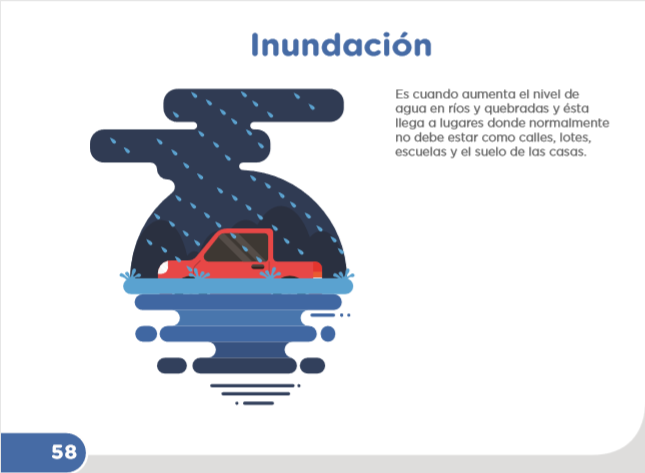 Inundación
Es cuando aumenta el nivel de
agua en ríos y quebradas y ésta
llega a lugares donde normalmente
no debe estar como calles, lotes,
escuelas y el suelo de las casas.
58